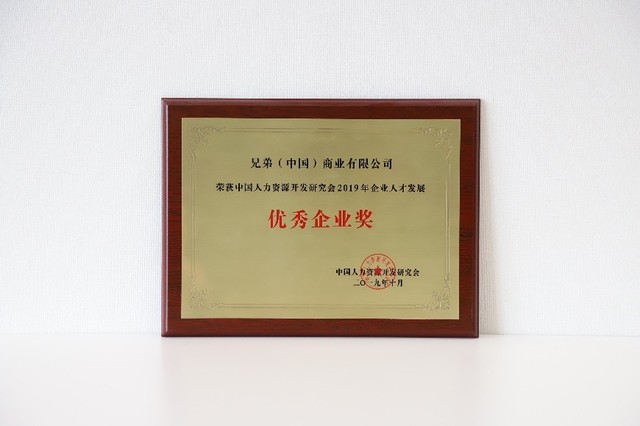 兄弟（中国）商业有限公司
荣获中国人力资源开发研究会2019年企业人才发展
优秀企业奖
中国人力资源开发研究会
二〇一九年十月